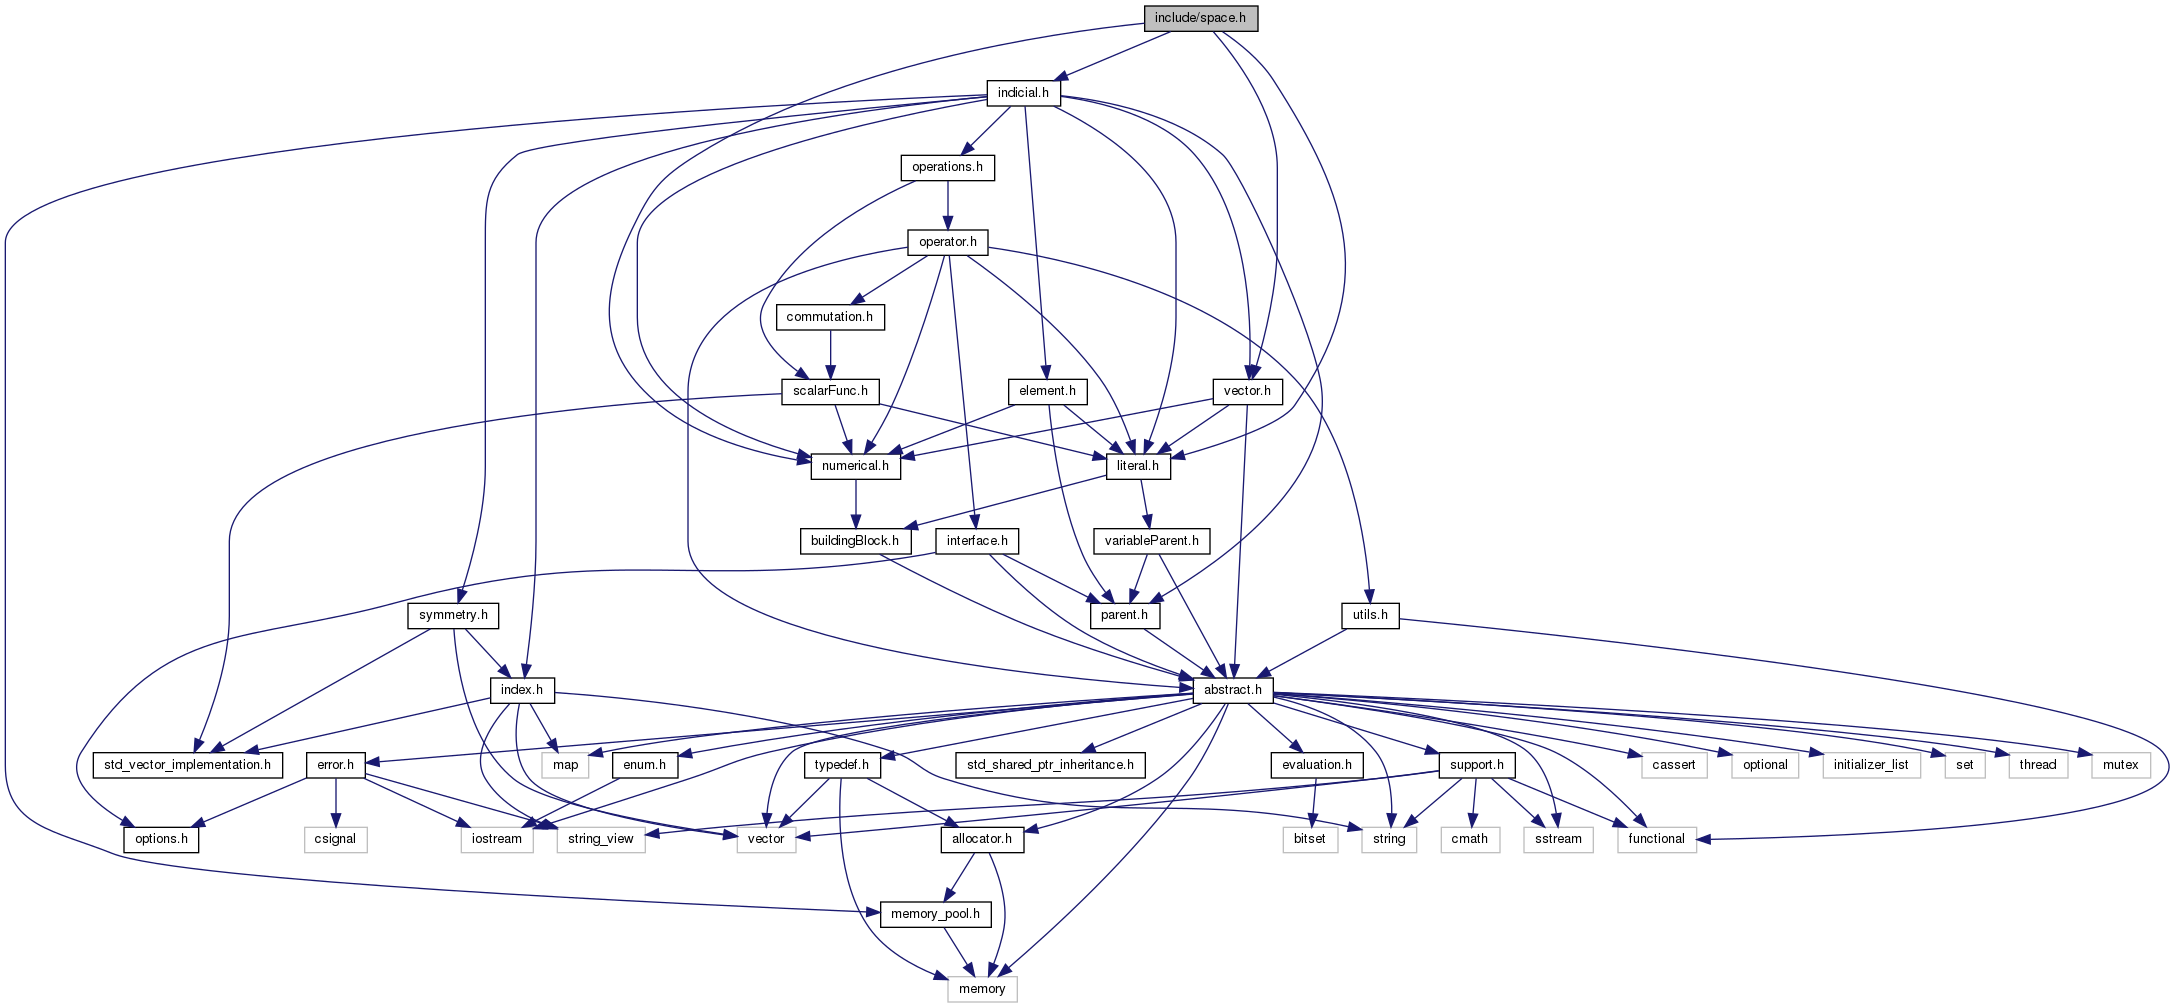 include/space.h
indicial.h
operations.h
operator.h
commutation.h
scalarFunc.h
element.h
vector.h
numerical.h
literal.h
buildingBlock.h
interface.h
variableParent.h
symmetry.h
parent.h
utils.h
index.h
abstract.h
std_vector_implementation.h
error.h
map
enum.h
typedef.h
std_shared_ptr_inheritance.h
evaluation.h
support.h
cassert
optional
initializer_list
set
thread
mutex
options.h
csignal
iostream
string_view
vector
allocator.h
bitset
string
cmath
sstream
functional
memory_pool.h
memory